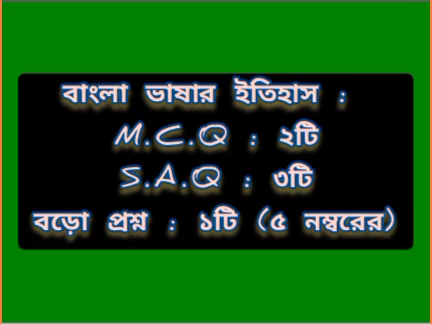 বাংলা ভাষার ইতিহাস :
M.C.Q : ২টি
S.A.Q : ৩টি
বড়ো প্রশ্ন : ১টি (৫ নম্বরের)